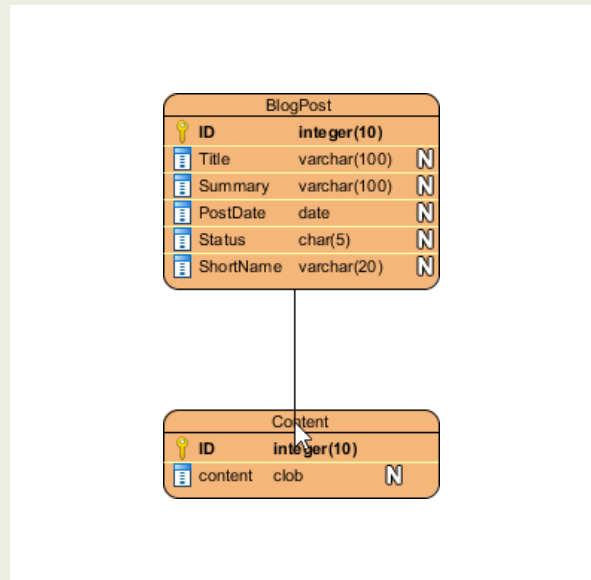 BlogPost
ID integer(10)
Title varchar(100) N
Summary varchar(100) N
PostDate date N
Status char(5) N
ShortName varchar(20) N
Content
ID integer(10)
content clob N